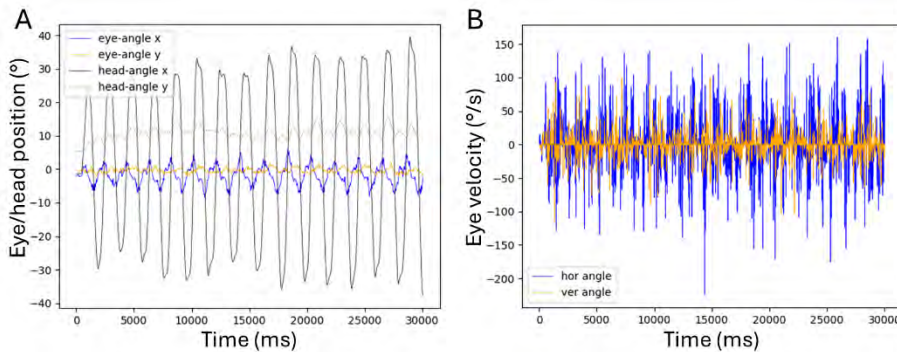 A
Eye/head position (°)
40
30
20
10
0
−10
−20
−30
−40
eye-angle x
eye-angle y
head-angle x
head-angle y
0
5000
10000
15000
20000
25000
30000
Time (ms)
B
Eye velocity (°/s)
150
100
50
0
−50
−100
−150
−200
hor angle
ver angle
0
5000
10000
15000
20000
25000
30000
Time (ms)